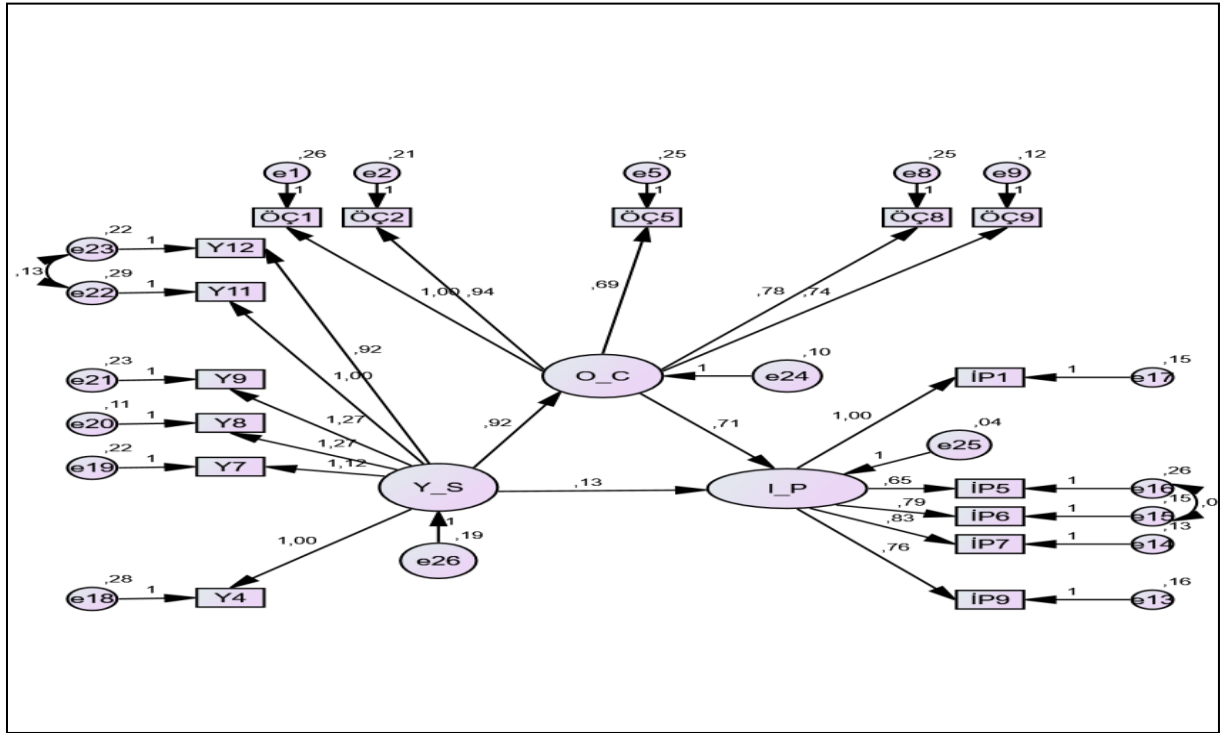 ,26 ,21 ,25 ,25 ,12
e1 e2 e5 e8 e9
1 1 1 1 1
ÖÇ1 ÖÇ2 ÖÇ5 ÖÇ8 ÖÇ9
,22
e23 1 Y12
,13
,29
e22 1 Y11
1,00 ,94 ,69 ,78 ,74
,92
,23
e21 1 Y9
1,00
O_C 1 e24 ,10
İP1 1 e17 ,15
,11
e20 1 Y8
1,27
1,27
,92 ,71 1,00
e25 ,04
1
,22
e19 1 Y7
1,12
Y_S ,13 I_P
,65 İP5 1 e16 ,26
,79 İP6 1 e15 ,15
,83 İP7 1 e14 ,13
1 ,19
e26
1,00 ,76
,28
e18 1 Y4
İP9 1 e13 ,16